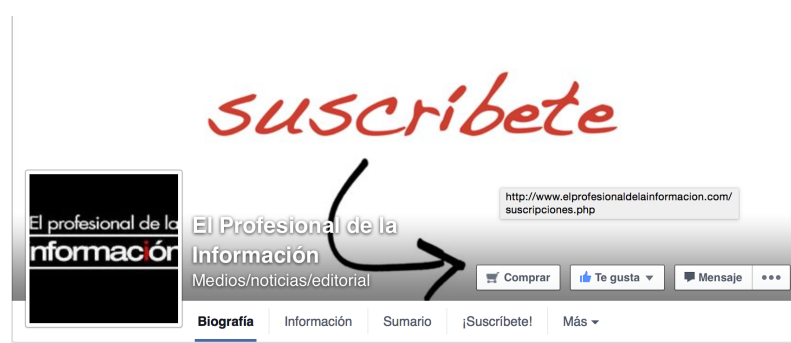 suscríbete
http://www.elprofesionaldelainformacion.com/
suscripciones.php
El profesional de la
nformación
El Profesional de la
Información
Medios/noticias/editorial
Comprar
Te gusta
Mensaje
Biografía
Información
Sumario
¡Suscríbete!
Más